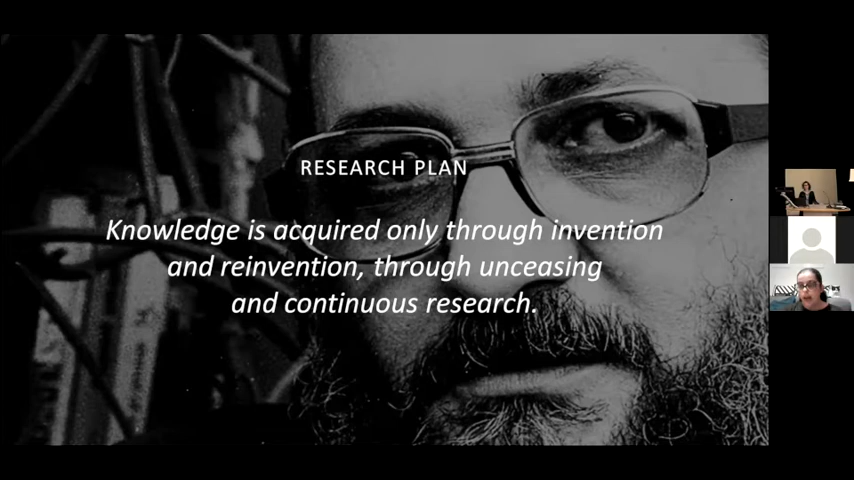 RESEARCH PLAN
Knowledge is acquired only through invention
and reinvention, through unceasing
and continuous research.